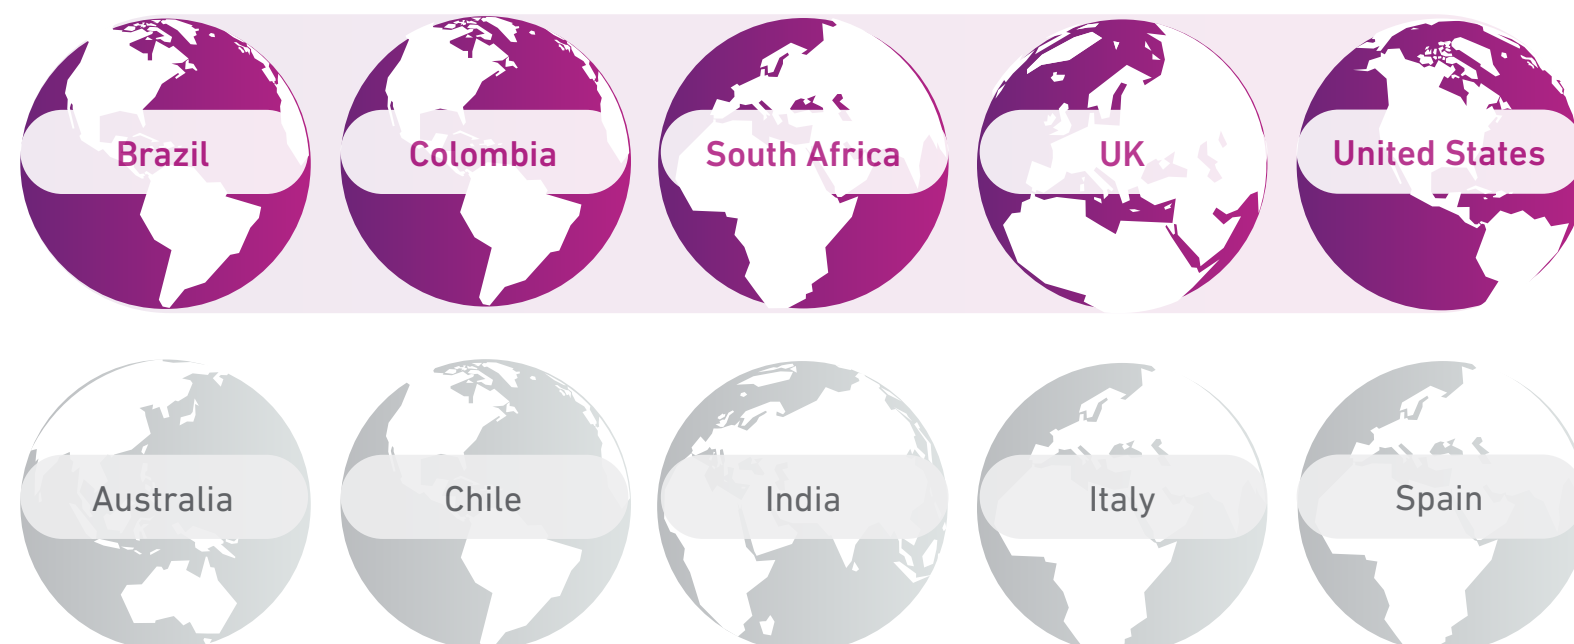 Brazil
Colombia
South Africa
UK
United States
Australia
Chile
India
Italy
Spain